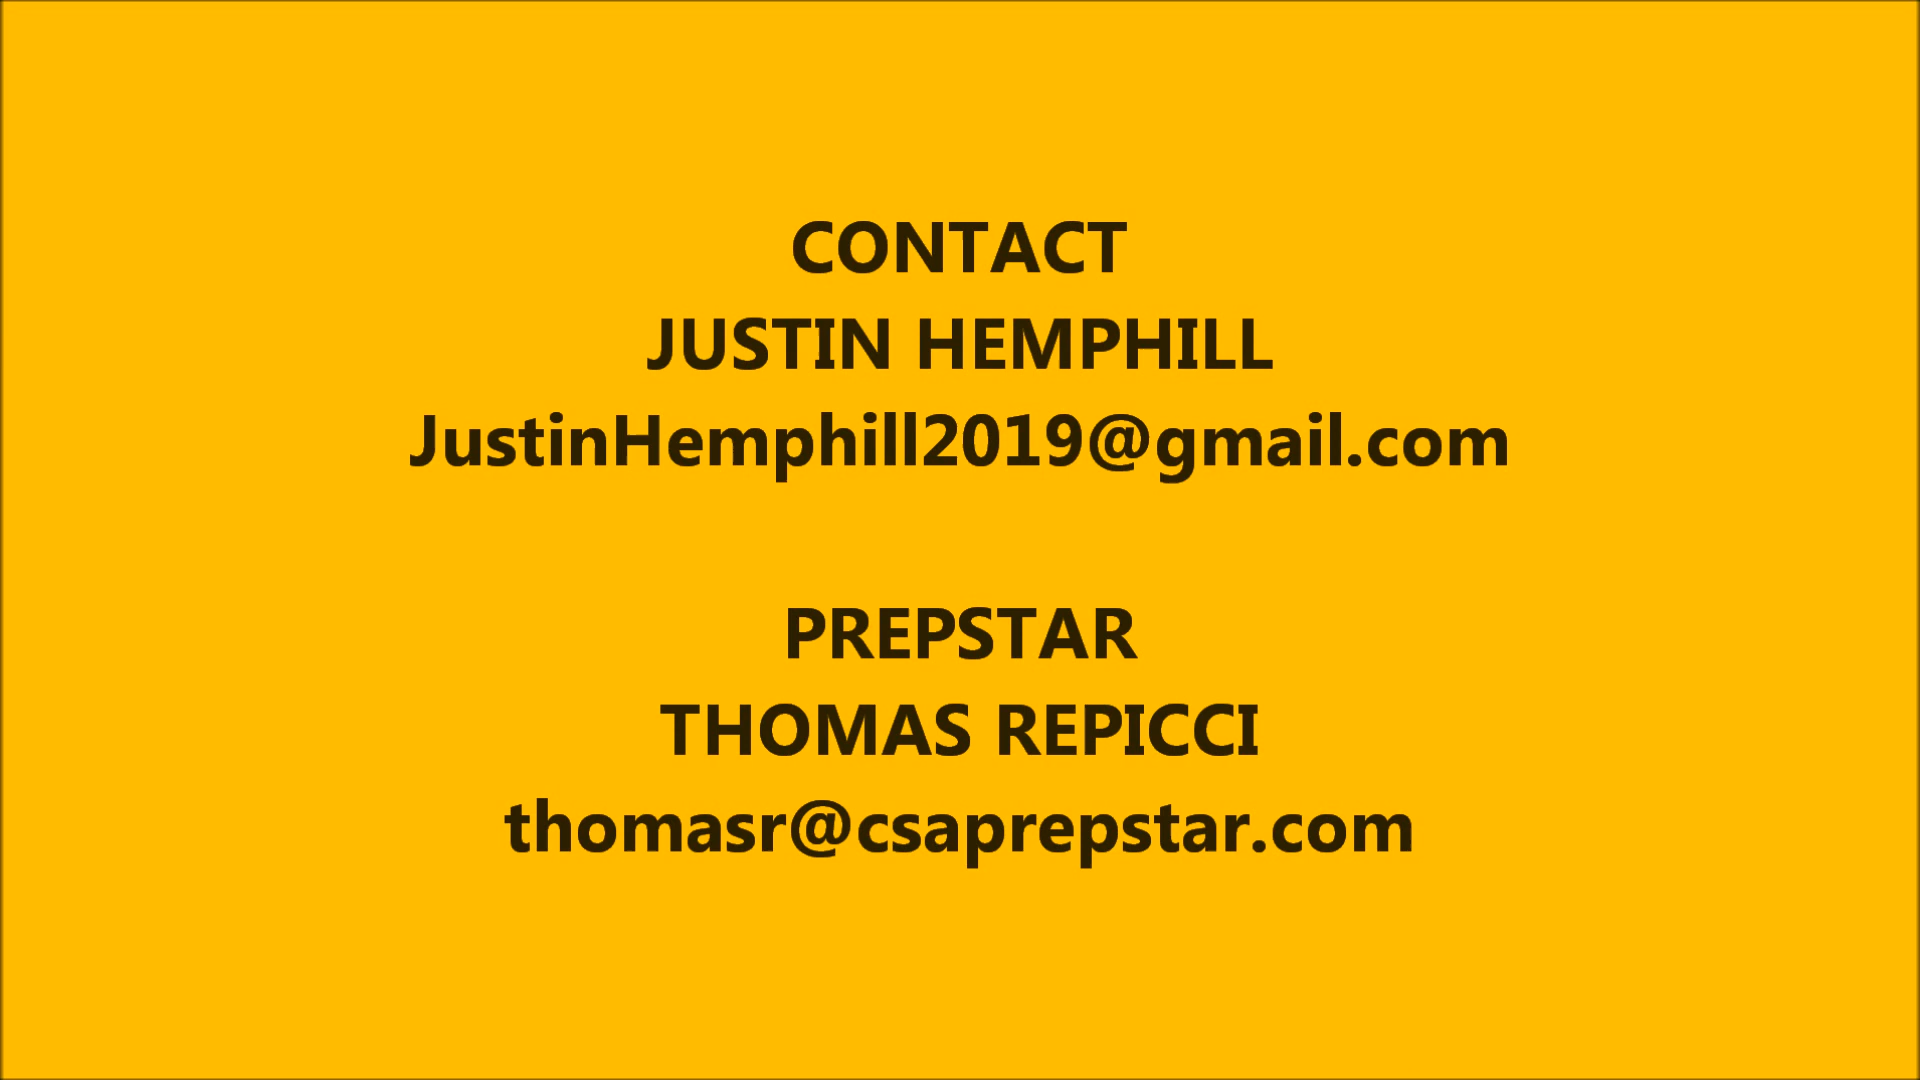 CONTACT
JUSTIN HEMPHILL
JustinHemphill2019@gmail.com
PREPSTAR
THOMAS REPICCI
thomasr@csaprepstar.com